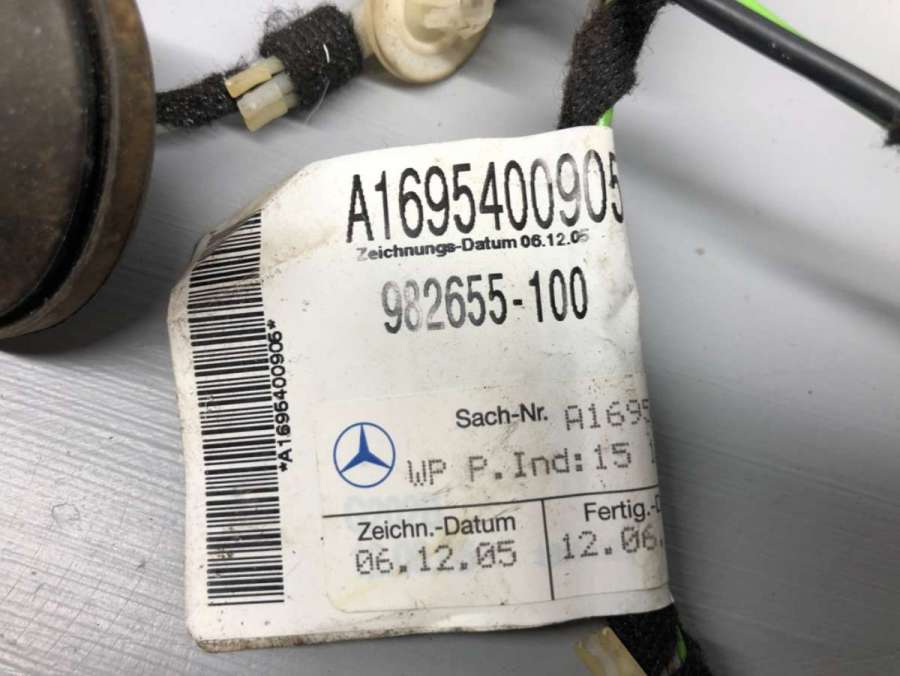 A1695400905
Zeichnungs-Datum 06.12.05
982655-100
*A1695400905*
Sach-Nr. A1695
WP P.Ind:15
Zeichn.-Datum
06.12.05
Fertig.-D
12.06.